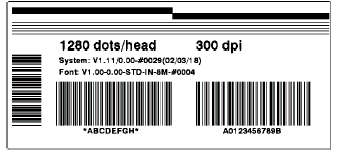 1280 dots/head 300 dpi
System: V1.11/0.00-#0029(02/03/18)
Font: V1.00-0.00-STD-IN-8M-#0004
*ABCDEFGH* A0123456789B